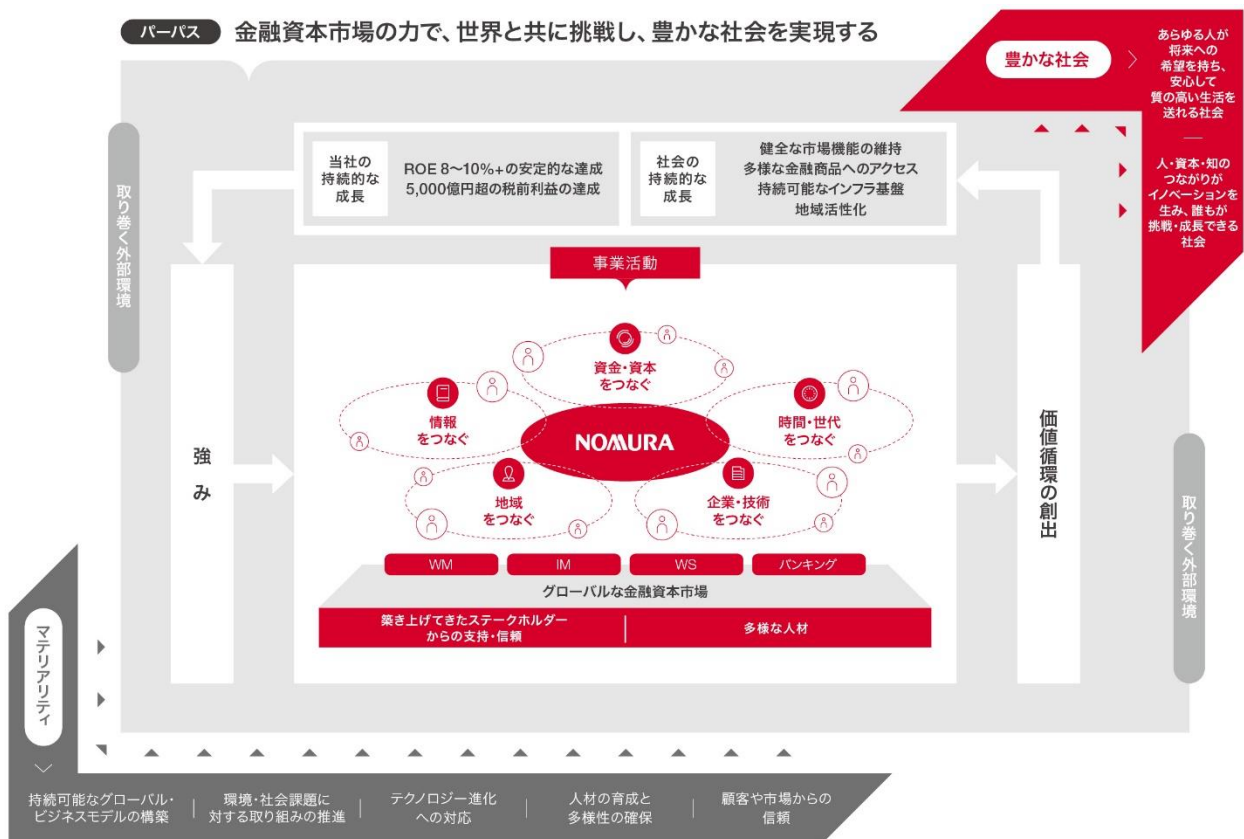 パーパス 金融資本市場の力で、世界と共に挑戦し、豊かな社会を実現する
豊かな社会
あらゆる人が
将来への
希望を持ち、
安心して
質の高い生活を
送れる社会
人・資本・知の
つながりが
イノベーションを
生み、誰もが
挑戦・成長できる
社会
取り巻く外部環境
当社の
持続的な
成長
ROE 8~10%+の安定的な達成
5,000億円超の税前利益の達成
社会の
持続的な
成長
健全な市場機能の維持
多様な金融商品へのアクセス
持続可能なインフラ基盤
地域活性化
事業活動
強み
資金・資本
をつなぐ
情報
をつなぐ
時間・世代
をつなぐ
NOMURA
地域
をつなぐ
企業・技術
をつなぐ
WM
IM
WS
バンキング
グローバルな金融資本市場
築き上げてきたステークホルダー
からの支持・信頼
多様な人材
価値循環の創出
取り巻く外部環境
マテリアリティ
持続可能なグローバル・
ビジネスモデルの構築
環境・社会課題に
対する取り組みの推進
テクノロジー進化
への対応
人材の育成と
多様性の確保
顧客や市場からの
信頼